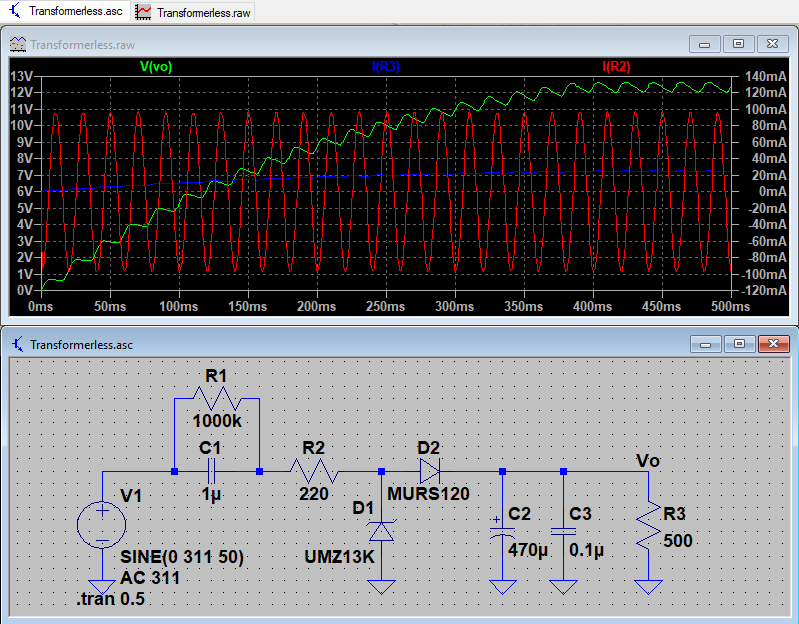 Transformerless.asc Transformerless.raw
Transformerless.raw
V(vo) I(R3) I(R2)
13V 140mA
12V 120mA
11V 100mA
10V 80mA
9V 60mA
8V 40mA
7V 20mA
6V 0mA
5V -20mA
4V -40mA
3V -60mA
2V -80mA
1V -100mA
0V -120mA
0ms 50ms 100ms 150ms 200ms 250ms 300ms 350ms 400ms 450ms 500ms
Transformerless.asc
R1
1000k
C1 R2 D2 Vo
1µ 220 MURS120
V1 D1 C2 C3 R3
+ 470µ 0.1µ 500
SINE(0 311 50) UMZ13K
AC 311
.tran 0.5